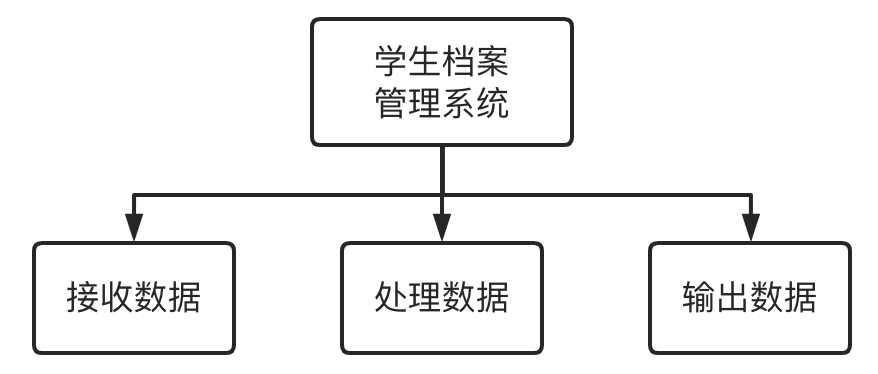 学生档案
管理系统
接收数据
处理数据
输出数据